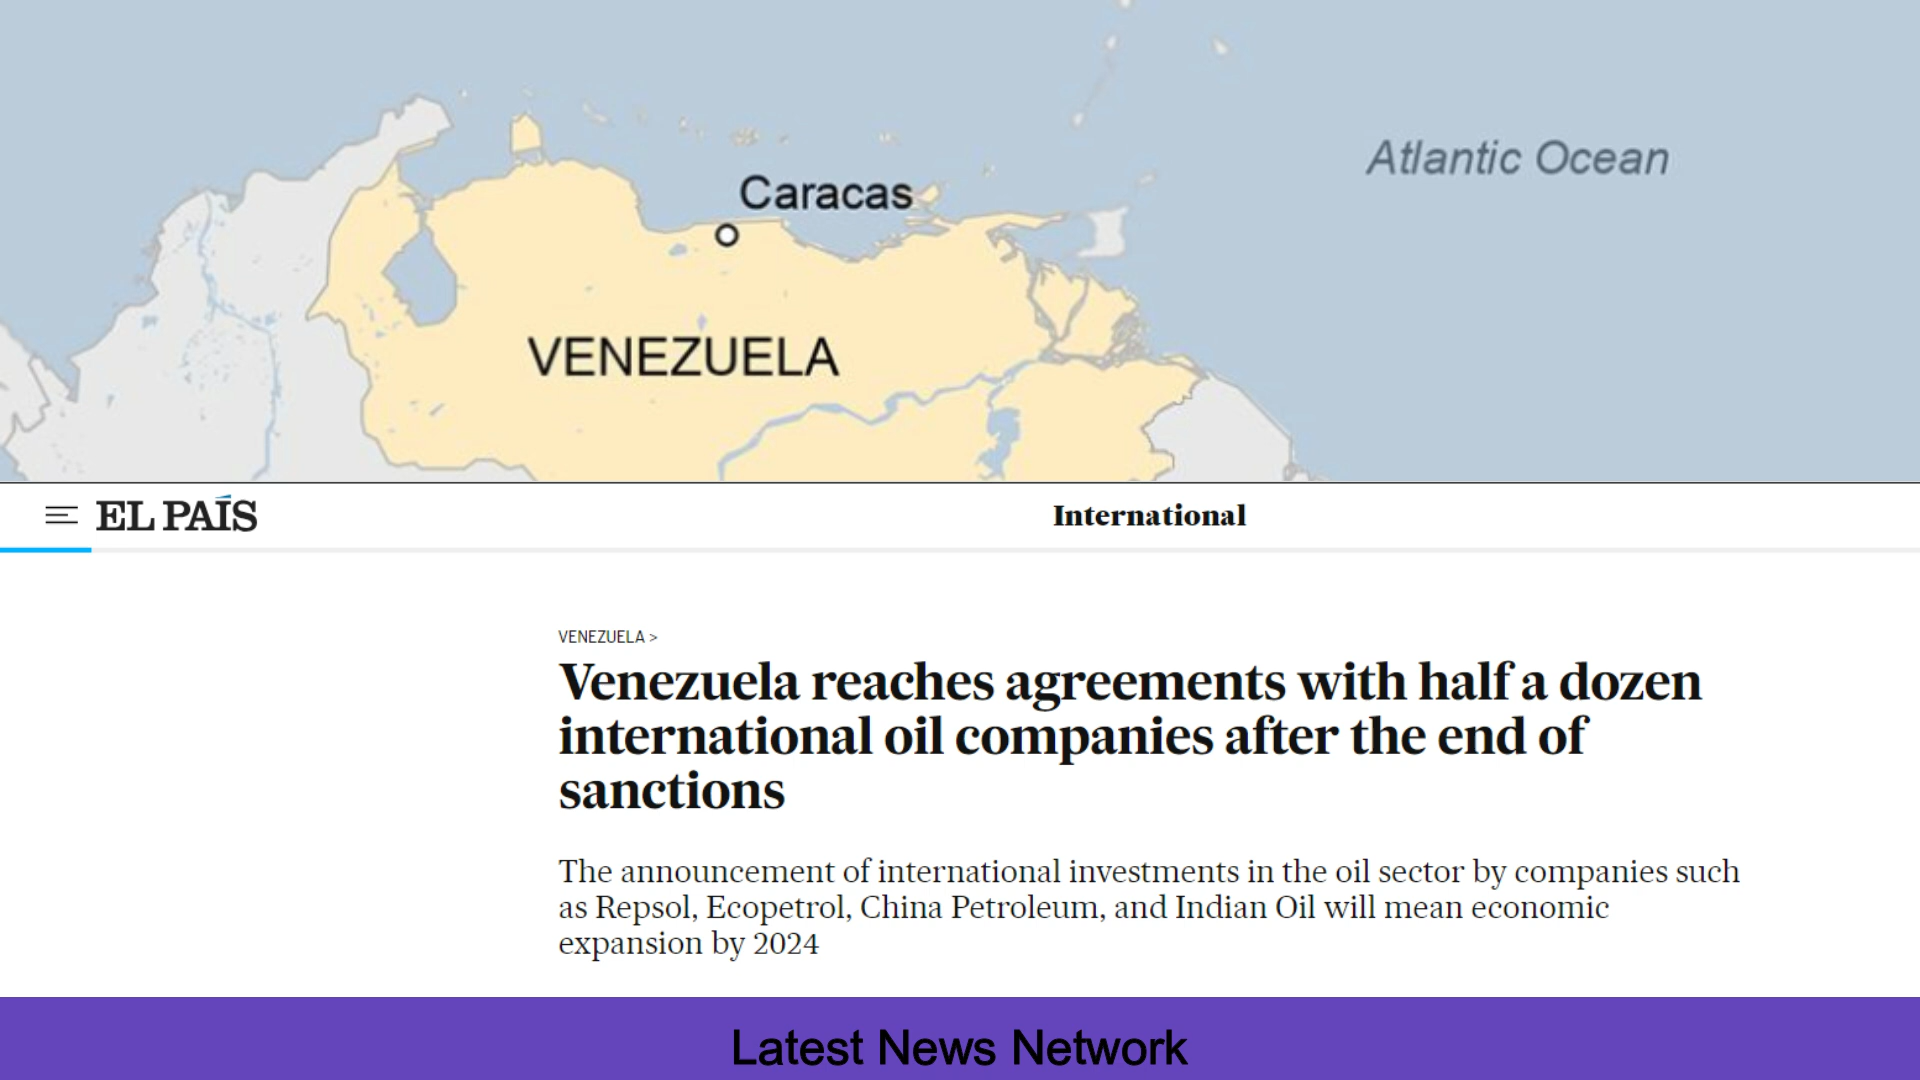 Atlantic Ocean
Caracas
VENEZUELA
EL PAÍS
International
VENEZUELA >
Venezuela reaches agreements with half a dozen
international oil companies after the end of
sanctions
The announcement of international investments in the oil sector by companies such
as Repsol, Ecopetrol, China Petroleum, and Indian Oil will mean economic
expansion by 2024
Latest News Network